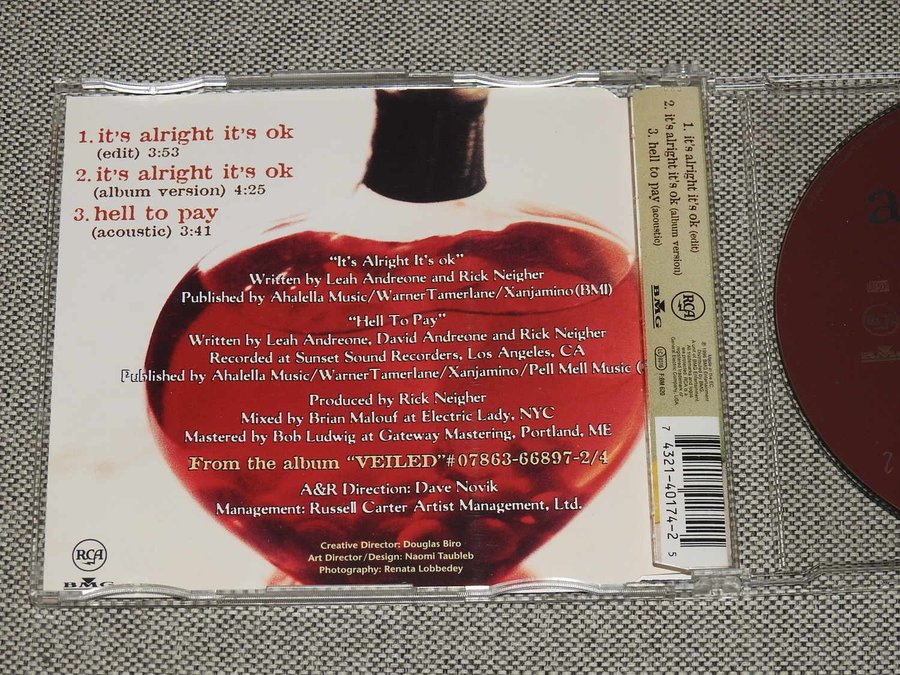 1. it's alright it's ok
(edit) 3:53
2. it's alright it's ok
(album version) 4:25
3. hell to pay
(acoustic) 3:41
"It's Alright It's ok"
Written by Leah Andreone and Rick Neigher
Published by Ahalella Music/WarnerTamerlane/Xanjamino(BMI)
"Hell To Pay"
Written by Leah Andreone, David Andreone and Rick Neigher
Recorded at Sunset Sound Recorders, Los Angeles, CA
Published by Ahalella Music/WarnerTamerlane/Xanjamino/Pell Mell Music (
Produced by Rick Neigher
Mixed by Brian Malouf at Electric Lady, NYC
Mastered by Bob Ludwig at Gateway Mastering, Portland, ME
From the album "VEILED"#07863-66897-2/4
A&R Direction: Dave Novik
Management: Russell Carter Artist Management, Ltd.
Creative Director: Douglas Biro
Art Director/Design: Naomi Taubleb
Photography: Renata Lobbedey
RCA
BMG
1. it's alright it's ok (edit)
2. it's alright it's ok (album version)
3. hell to pay (acoustic)
RCA
BMG
7 4321-40174-2 5
a